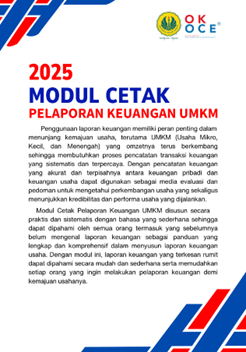 OK
OCE
2025
MODUL CETAK
PELAPORAN KEUANGAN UMKM
Penggunaan laporan keuangan memiliki peran penting dalam
menunjang kemajuan usaha, terutama UMKM (Usaha Mikro,
Kecil, dan Menengah) yang omzetnya terus berkembang
sehingga membutuhkan proses pencatatan transaksi keuangan
yang sistematis dan terpercaya. Dengan pencatatan keuangan
yang akurat dan terpisahnya antara keuangan pribadi dan
keuangan usaha dapat digunakan sebagai media evaluasi dan
pedoman untuk mengetahui perkembangan usaha yang sekaligus
menunjukkan kredibilitas dan performa usaha yang dijalankan.
Modul Cetak Pelaporan Keuangan UMKM disusun secara
praktis dan sistematis dengan bahasa yang sederhana sehingga
dapat dipahami oleh semua orang termasuk yang sebelumnya
belum mengenal laporan keuangan sebagai panduan yang
lengkap dan komprehensif dalam menyusun laporan keuangan
usaha. Dengan modul ini, laporan keuangan yang terkesan rumit
dapat dipahami secara mudah dan sederhana serta memudahkan
setiap orang yang ingin melakukan pelaporan keuangan demi
kemajuan usahanya.